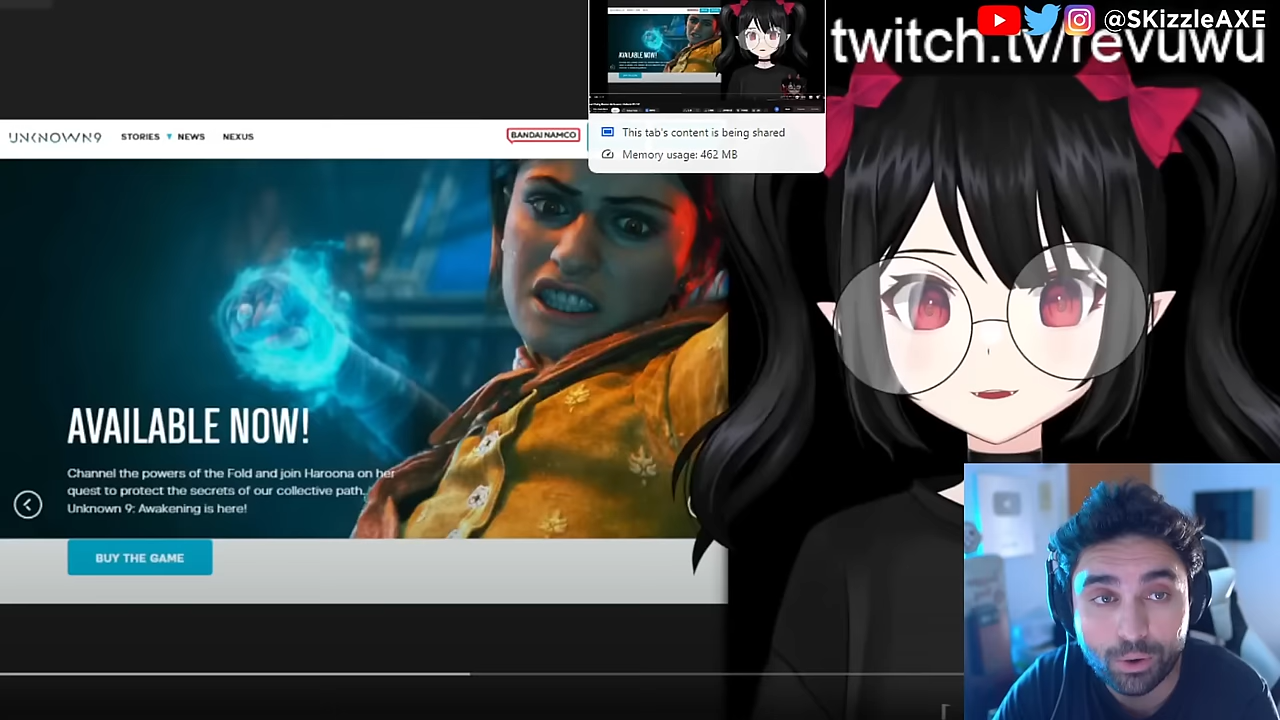 @SKizzleAXE
twitch.tv/revuwu
UNKNOWN9
STORIES
NEWS
NEXUS
BANDAI NAMCO
This tab's content is being shared
Memory usage: 462 MB
AVAILABLE NOW!
Channel the powers of the Fold and join Haroona on her
quest to protect the secrets of our collective path.
Unknown 9: Awakening is here!
BUY THE GAME